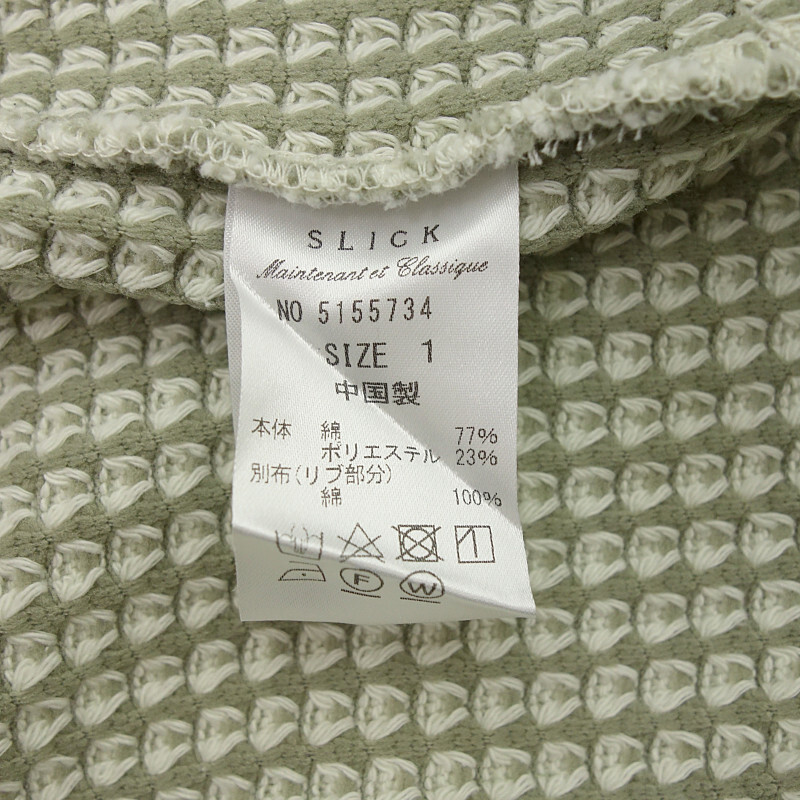 SLICK
Maintenant et Classique
NO 5155734
SIZE 1
中国製
本体 綿 77%
ポリエステル 23%
別布(リブ部分)
綿 100%
F W